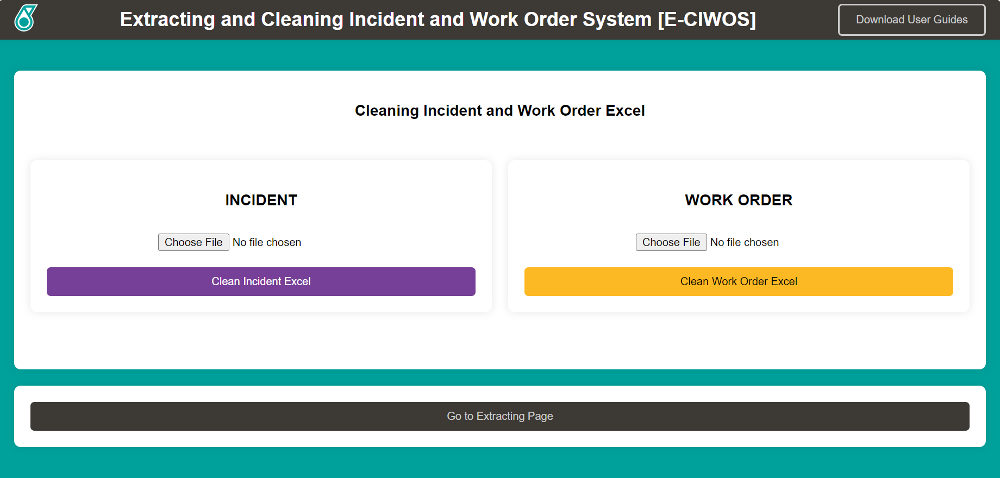 Extracting and Cleaning Incident and Work Order System [E-CIWOS]
Download User Guides
Cleaning Incident and Work Order Excel
INCIDENT
Choose File No file chosen
Clean Incident Excel
WORK ORDER
Choose File No file chosen
Clean Work Order Excel
Go to Extracting Page